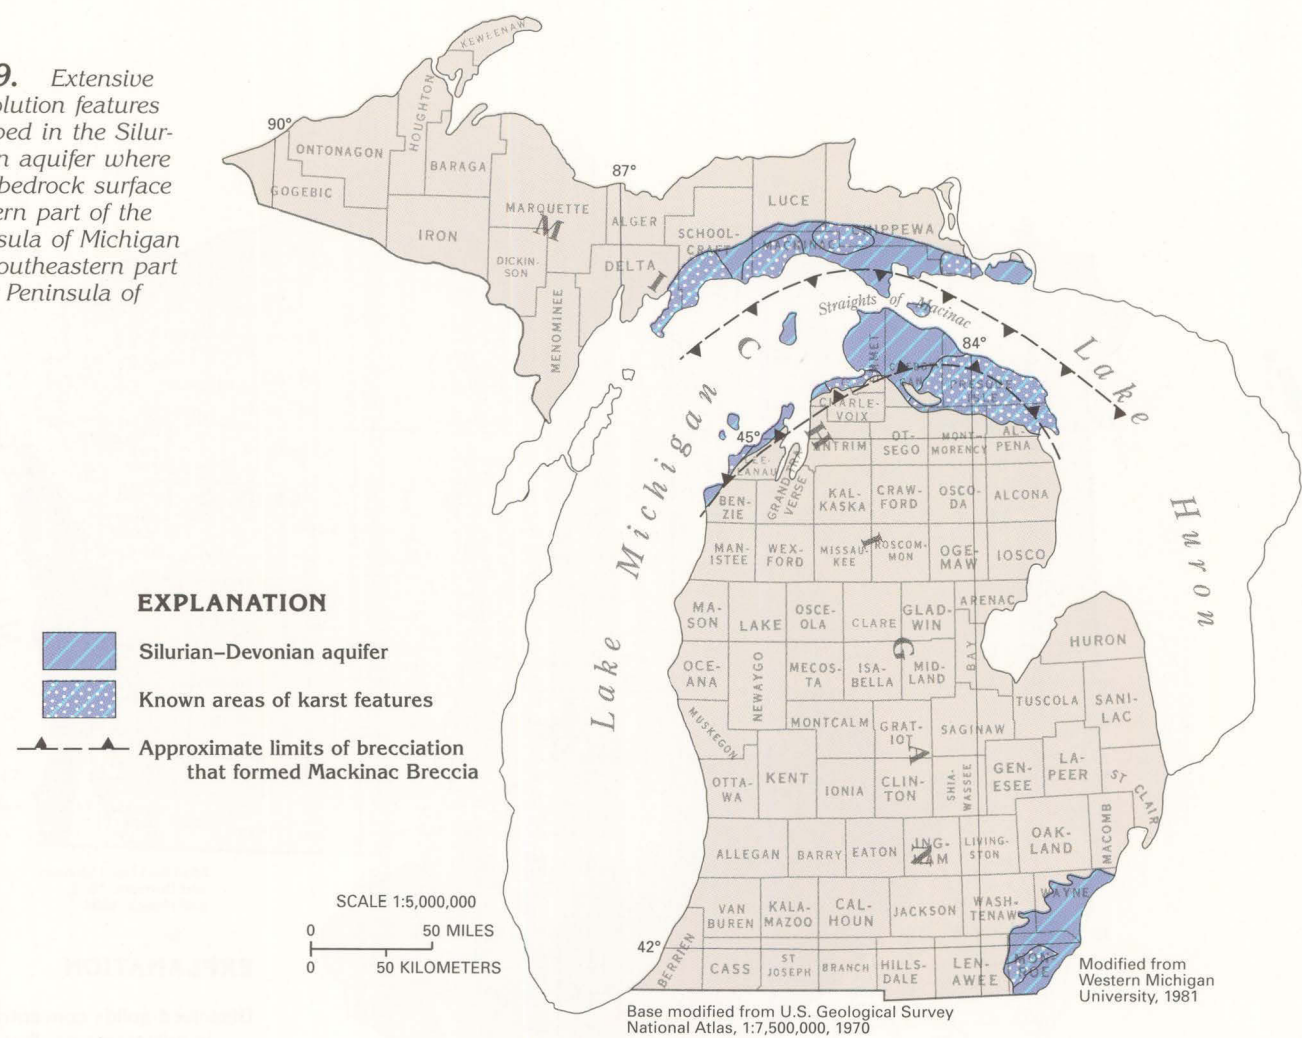 9. Extensive
olution features
ped in the Silur-
n aquifer where
bedrock surface
ern part of the
sula of Michigan
outheastern part
Peninsula of
KEWEENAW
HOUGHTON
90°
ONTONAGON
BARAGA
GOGEBIC
87°
MARQUETTE
ALGER
LUCE
M
IRON
SCHOOL-
CRAFT
MACKINAC
CHIPPEWA
DICKIN-
SON
DELTA
I
MENOMINEE
Straights of Macinac
C
84°
EMMET
PRESQUE
ISLE
Lake
CHARLE-
VOIX
H
45°
ANTRIM
OT-
SEGO
MONT-
MORENCY
AL-
PENA
LEE-
LANAU
GRAND TRA-
VERSE
BEN-
ZIE
KAL-
KASKA
CRAW-
FORD
OSCO-
DA
ALCONA
Lake Michigan
Huron
MAN-
ISTEE
WEX-
FORD
MISSAU-
KEE
I
ROSCOM-
MON
OGE-
MAW
IOSCO
EXPLANATION
Silurian–Devonian aquifer
Known areas of karst features
Approximate limits of brecciation
that formed Mackinac Breccia
MA-
SON
LAKE
OSCE-
OLA
CLARE
GLAD-
WIN
ARENAC
HURON
OCE-
ANA
NEWAYGO
MECOS-
TA
ISA-
BELLA
G
MID-
LAND
BAY
TUSCOLA
SANI-
LAC
MUSKEGON
MONTCALM
GRAT-
IOT
SAGINAW
A
OTTA-
WA
KENT
IONIA
CLIN-
TON
SHIA-
WASSEE
GEN-
ESEE
LA-
PEER
ST CLAIR
ALLEGAN
BARRY
EATON
ING-
HAM
N
LIVING-
STON
OAK-
LAND
MACOMB
VAN
BUREN
KALA-
MAZOO
CAL-
HOUN
JACKSON
WASH-
TENAW
WAYNE
42°
BERRIEN
CASS
ST
JOSEPH
BRANCH
HILLS-
DALE
LEN-
AWEE
MON-
ROE
SCALE 1:5,000,000
0 50 MILES
0 50 KILOMETERS
Modified from
Western Michigan
University, 1981
Base modified from U.S. Geological Survey
National Atlas, 1:7,500,000, 1970